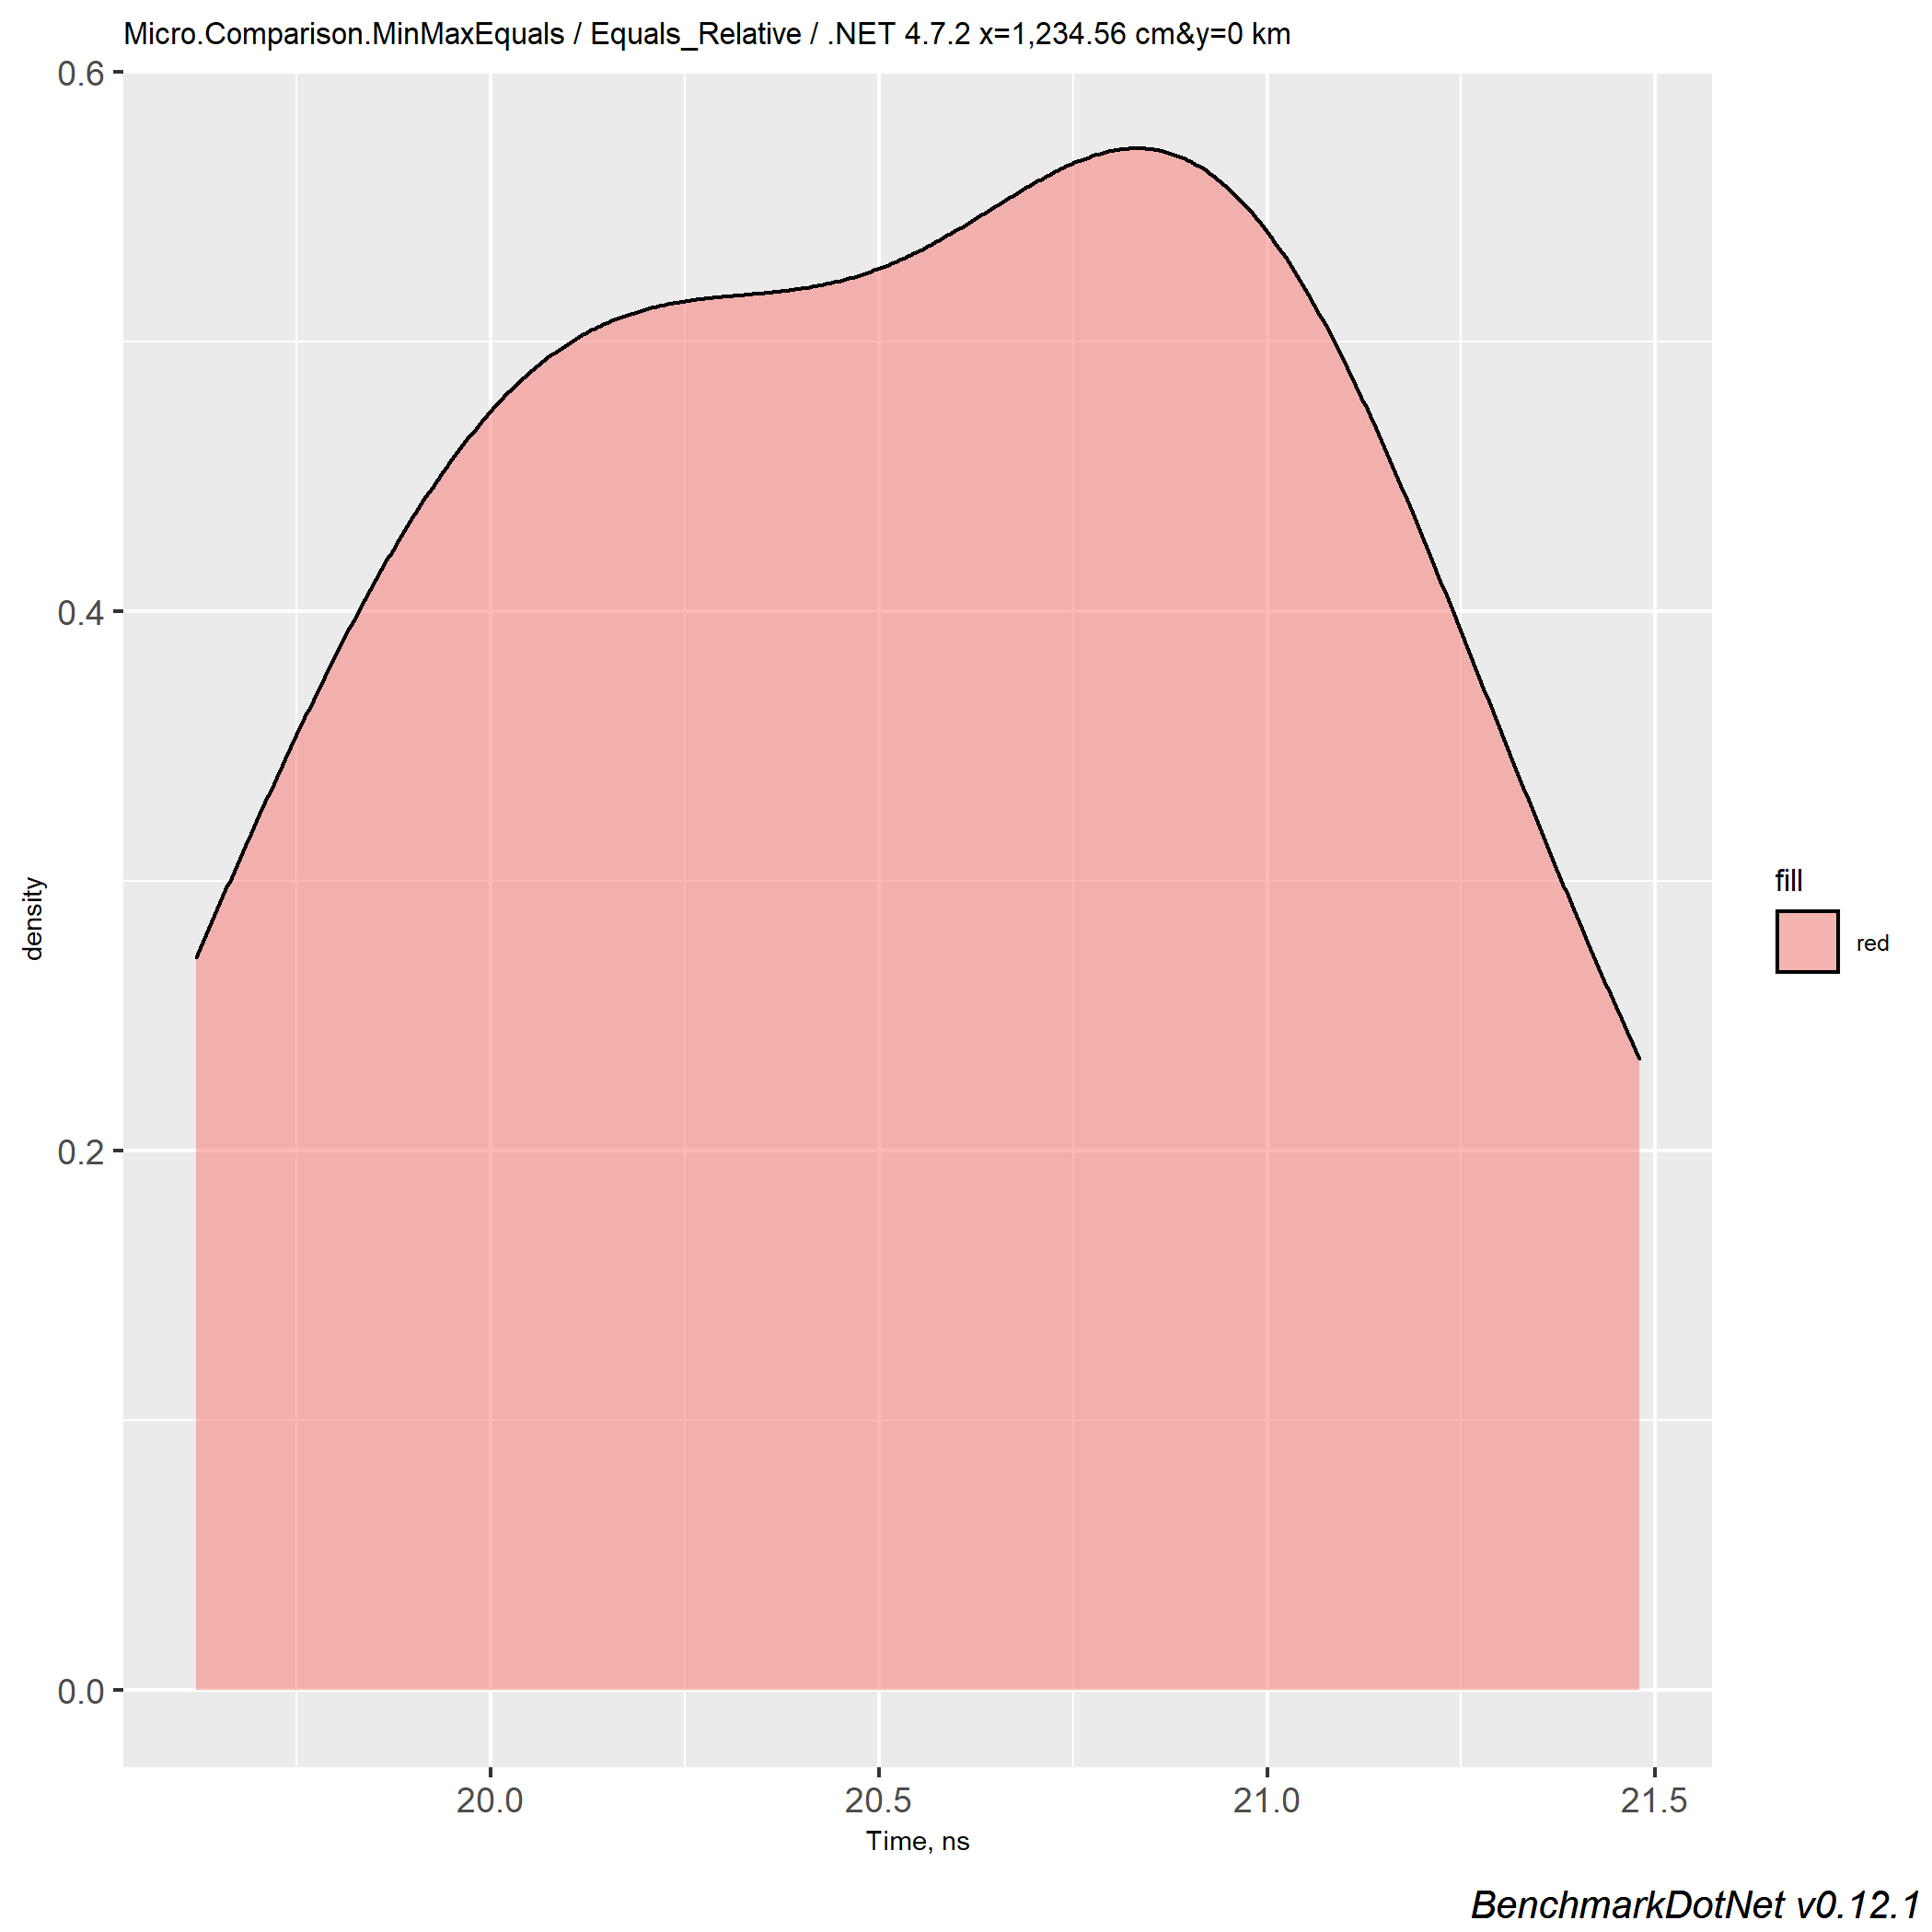 Micro.Comparison.MinMaxEquals / Equals_Relative / .NET 4.7.2 x=1,234.56 cm&y=0 km
0.6
0.4
0.2
0.0
density
20.0 20.5 21.0 21.5
Time, ns
fill
red
BenchmarkDotNet v0.12.1